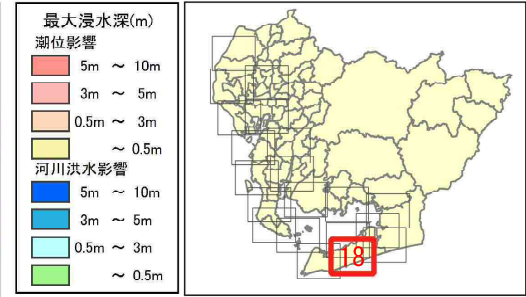 最大浸水深(m)
潮位影響
5m ～ 10m
3m ～ 5m
0.5m ～ 3m
～ 0.5m
河川洪水影響
5m ～ 10m
3m ～ 5m
0.5m ～ 3m
～ 0.5m
18